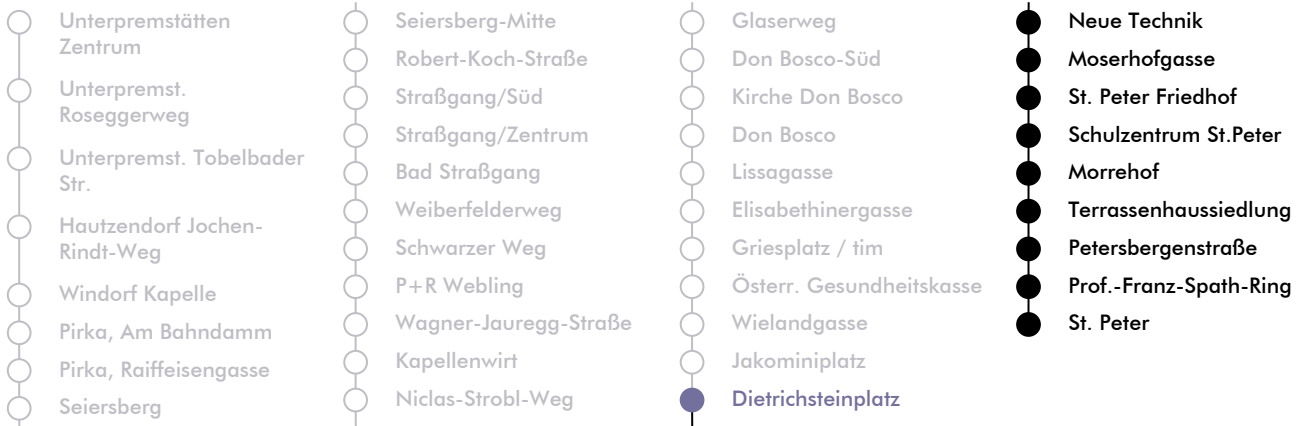 Unterpremstätten
Zentrum
Unterpremst.
Roseggerweg
Unterpremst. Tobelbader
Str.
Hautzendorf Jochen-
Rindt-Weg
Windorf Kapelle
Pirka, Am Bahndamm
Pirka, Raiffeisengasse
Seiersberg
Seiersberg-Mitte
Robert-Koch-Straße
Straßgang/Süd
Straßgang/Zentrum
Bad Straßgang
Weiberfelderweg
Schwarzer Weg
P+R Webling
Wagner-Jauregg-Straße
Kapellenwirt
Niclas-Strobl-Weg
Glaserweg
Don Bosco-Süd
Kirche Don Bosco
Don Bosco
Lissagasse
Elisabethinergasse
Griesplatz / tim
Österr. Gesundheitskasse
Wielandgasse
Jakominiplatz
Dietrichsteinplatz
Neue Technik
Moserhofgasse
St. Peter Friedhof
Schulzentrum St.Peter
Morrehof
Terrassenhaussiedlung
Petersbergenstraße
Prof.-Franz-Spath-Ring
St. Peter